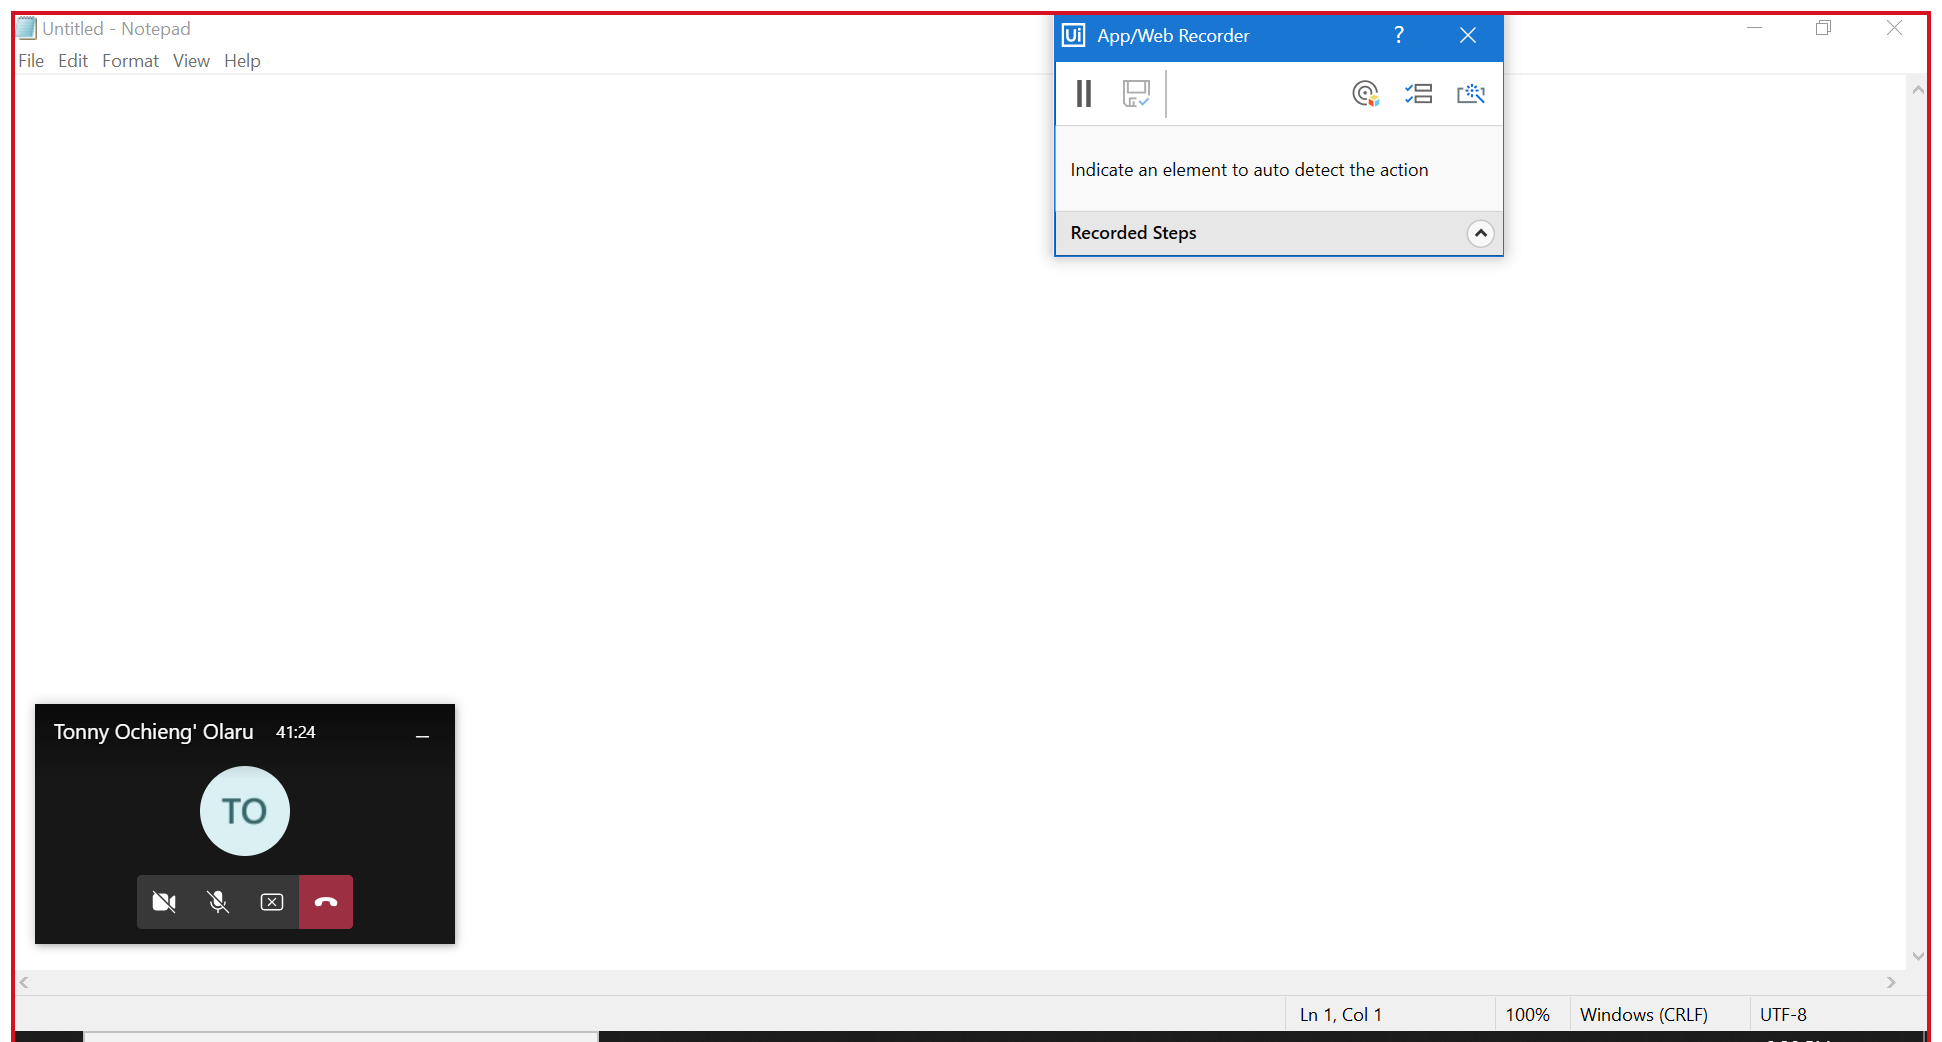 Untitled - Notepad
File Edit Format View Help
Ui App/Web Recorder ?
Indicate an element to auto detect the action
Recorded Steps
Tonny Ochieng' Olaru 41:24
TO
Ln 1, Col 1 100% Windows (CRLF) UTF-8